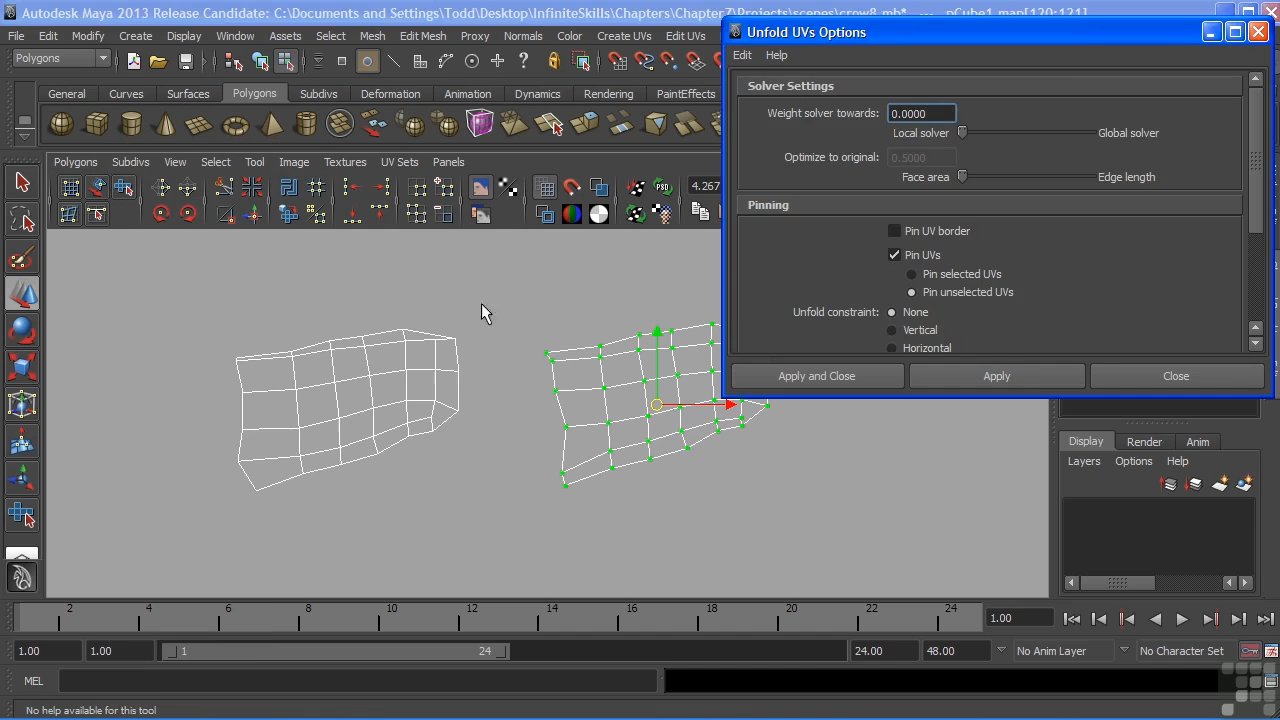 Autodesk Maya 2013 Release Candidate: C:\Documents and Settings\Todd\Desktop\InfiniteSkills\Chapters\Chapter7\Projects\scenes\crow8.mb* --- pCube1.map[120:121]
File Edit Modify Create Display Window Assets Select Mesh Edit Mesh Proxy Normals Color Create UVs Edit UVs
Polygons
General Curves Surfaces Polygons Subdivs Deformation Animation Dynamics Rendering PaintEffects
Polygons Subdivs View Select Tool Image Textures UV Sets Panels
4.267
PSD
Unfold UVs Options
Edit Help
Solver Settings
Weight solver towards: 0.0000
Local solver Global solver
Optimize to original: 0.5000
Face area Edge length
Pinning
Pin UV border
Pin UVs
Pin selected UVs
Pin unselected UVs
Unfold constraint: None
Vertical
Horizontal
Apply and Close Apply Close
Display Render Anim
Layers Options Help
2 4 6 8 10 12 14 16 18 20 22 24
1.00
1.00 1.00 1 24 24.00 48.00 No Anim Layer No Character Set
MEL
No help available for this tool